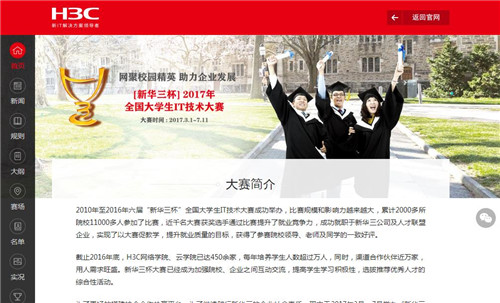 H3C
新IT解决方案领导者
返回官网
首页
新闻
规则
大纲
赛场
名单
实况
网聚校园精英 助力企业发展
[新华三杯] 2017年
全国大学生IT技术大赛
大赛时间：2017.3.1-7.11
大赛简介
2010年至2016年六届“新华三杯”全国大学生IT技术大赛成功举办，比赛规模和影响力越来越大，累计2000多所
院校11000多人参加了比赛，近千名大赛获奖选手通过比赛提升了就业竞争力，成功就职于新华三公司及人才联盟
企业，实现了以大赛促教学，提升就业质量的目标，获得了参赛院校领导、老师及同学的一致好评。
截止2016年底，H3C网络学院、云学院已达450余家，每年培养学生人数超过万人，同时，渠道合作伙伴近万家，
用人需求旺盛。新华三杯大赛已经成为加强院校、企业之间互动交流，提高学生学习积极性，选拔推荐优秀人才的
综合性活动。